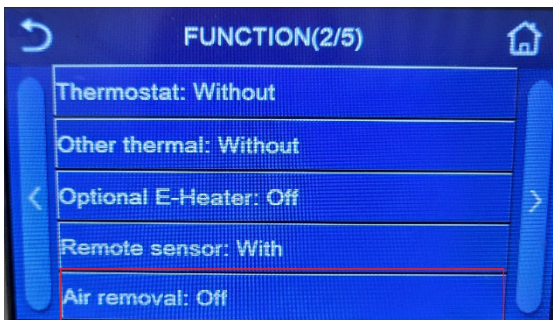 FUNCTION(2/5)
Thermostat: Without
Other thermal: Without
Optional E-Heater: Off
Remote sensor: With
Air removal: Off